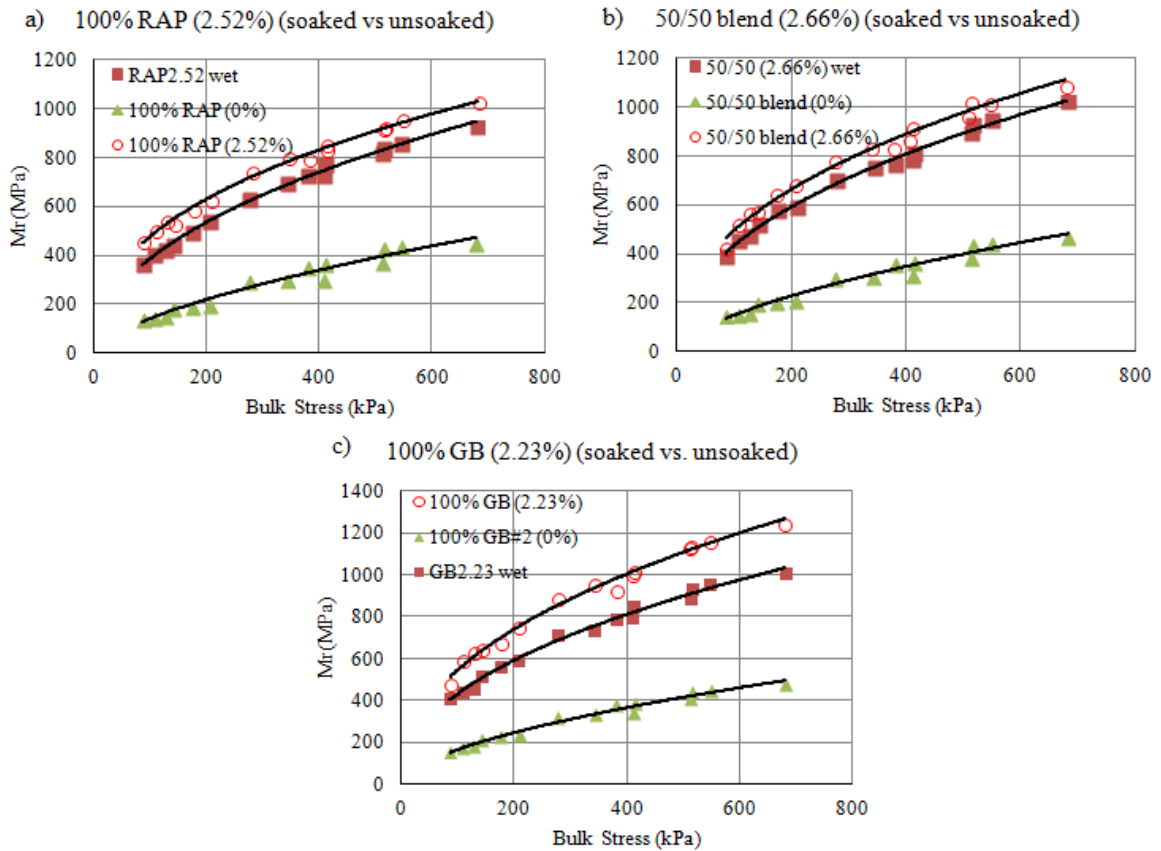 a) 100% RAP (2.52%) (soaked vs unsoaked)
1200
1000
800
600
400
200
0
Mr (MPa)
RAP2.52 wet
100% RAP (0%)
100% RAP (2.52%)
0 200 400 600 800
Bulk Stress (kPa)
b) 50/50 blend (2.66%) (soaked vs unsoaked)
1200
1000
800
600
400
200
0
Mr (MPa)
50/50 (2.66%) wet
50/50 blend (0%)
50/50 blend (2.66%)
0 200 400 600 800
Bulk Stress (kPa)
c) 100% GB (2.23%) (soaked vs. unsoaked)
1400
1200
1000
800
600
400
200
0
Mr (MPa)
100% GB (2.23%)
100% GB#2 (0%)
GB2.23 wet
0 200 400 600 800
Bulk Stress (kPa)